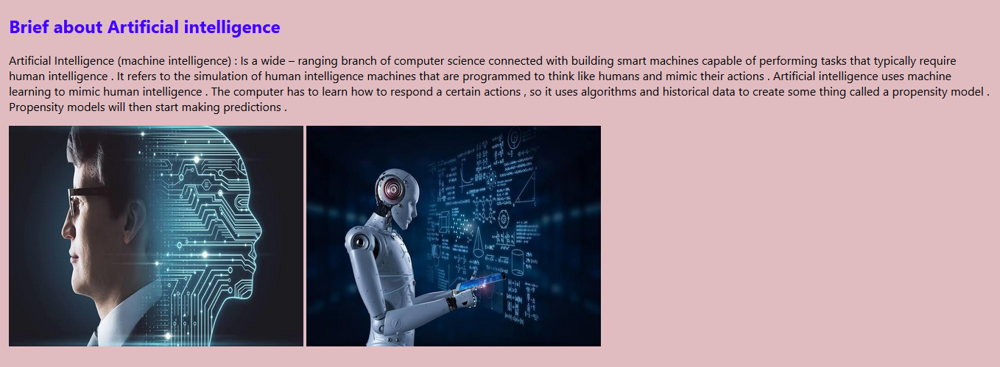 Brief about Artificial intelligence
Artificial Intelligence (machine intelligence) : Is a wide – ranging branch of computer science connected with building smart machines capable of performing tasks that typically require
human intelligence . It refers to the simulation of human intelligence machines that are programmed to think like humans and mimic their actions . Artificial intelligence uses machine
learning to mimic human intelligence . The computer has to learn how to respond a certain actions , so it uses algorithms and historical data to create some thing called a propensity model .
Propensity models will then start making predictions .